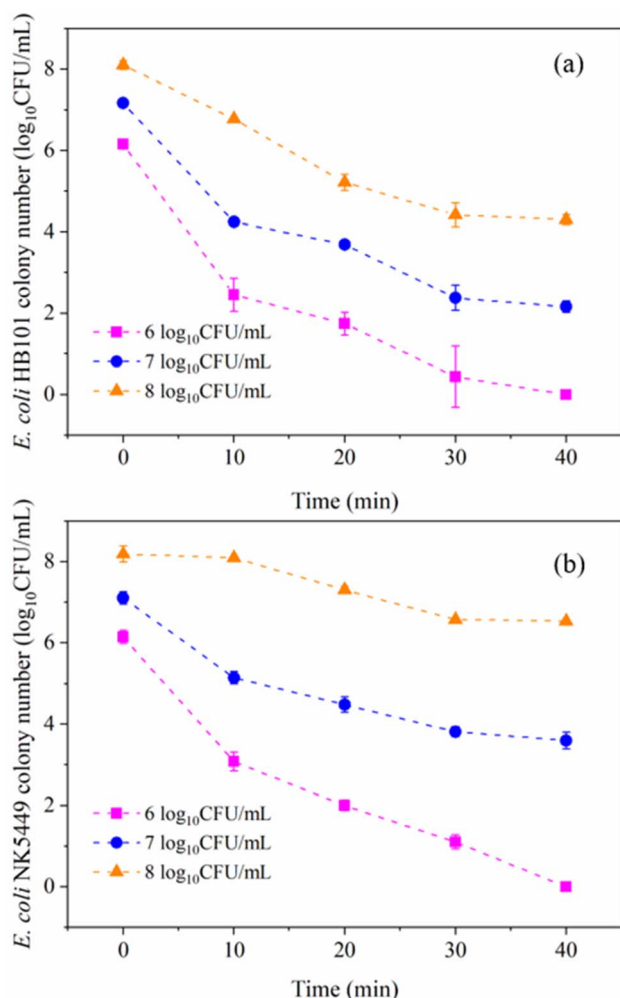 (a)
E. coli HB101 colony number (log₁₀CFU/mL)
8
6
4
2
0
6 log₁₀CFU/mL
7 log₁₀CFU/mL
8 log₁₀CFU/mL
0 10 20 30 40
Time (min)
(b)
E. coli NK5449 colony number (log₁₀CFU/mL)
8
6
4
2
0
6 log₁₀CFU/mL
7 log₁₀CFU/mL
8 log₁₀CFU/mL
0 10 20 30 40
Time (min)